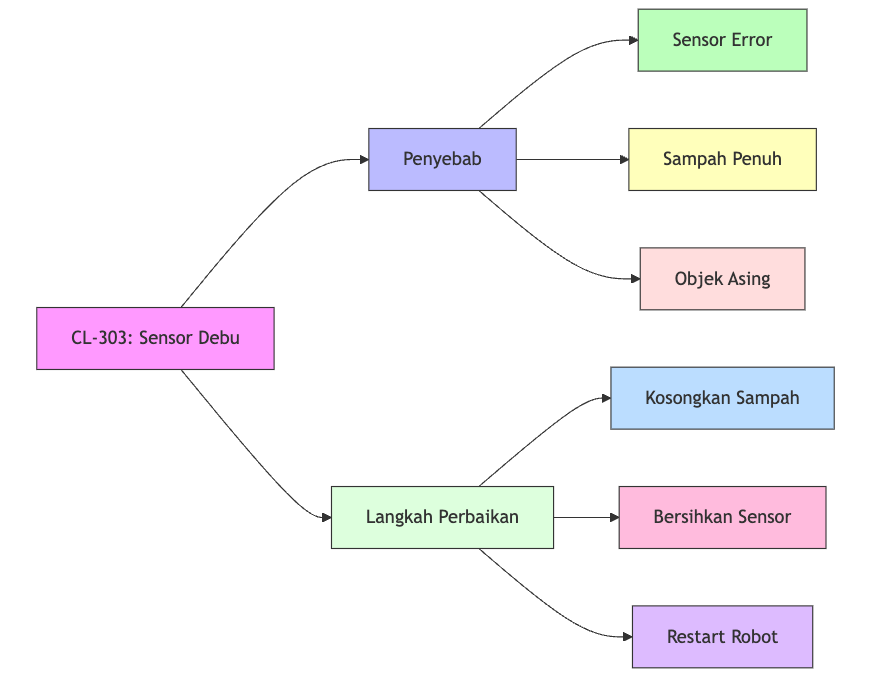 CL-303: Sensor Debu
Penyebab
Sensor Error
Sampah Penuh
Objek Asing
Langkah Perbaikan
Kosongkan Sampah
Bersihkan Sensor
Restart Robot